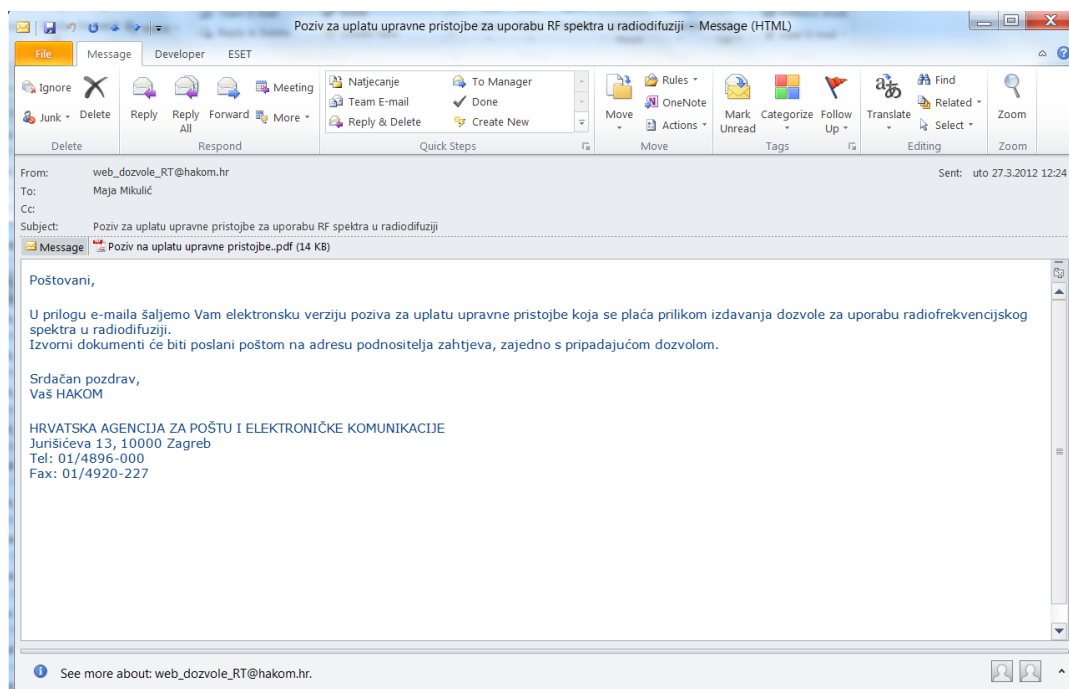 Poziv za uplatu upravne pristojbe za uporabu RF spektra u radiodifuziji - Message (HTML)
File Message Developer ESET
Ignore
Junk
Delete
Delete
Reply
Reply All
Forward
Meeting
More
Respond
Natjecanje
To Manager
Team E-mail
Done
Reply & Delete
Create New
Quick Steps
Move
Rules
OneNote
Actions
Move
Mark Unread
Categorize
Follow Up
Tags
Translate
Find
Related
Select
Editing
Zoom
Zoom
From: web_dozvole_RT@hakom.hr Sent: uto 27.3.2012 12:24
To: Maja Mikulić
Cc:
Subject: Poziv za uplatu upravne pristojbe za uporabu RF spektra u radiodifuziji
Message Poziv na uplatu upravne pristojbe..pdf (14 KB)
Poštovani,
U prilogu e-maila šaljemo Vam elektronsku verziju poziva za uplatu upravne pristojbe koja se plaća prilikom izdavanja dozvole za uporabu radiofrekvencijskog
spektra u radiodifuziji.
Izvorni dokumenti će biti poslani poštom na adresu podnositelja zahtjeva, zajedno s pripadajućom dozvolom.
Srdačan pozdrav,
Vaš HAKOM
HRVATSKA AGENCIJA ZA POŠTU I ELEKTRONIČKE KOMUNIKACIJE
Jurišićeva 13, 10000 Zagreb
Tel: 01/4896-000
Fax: 01/4920-227
See more about: web_dozvole_RT@hakom.hr.